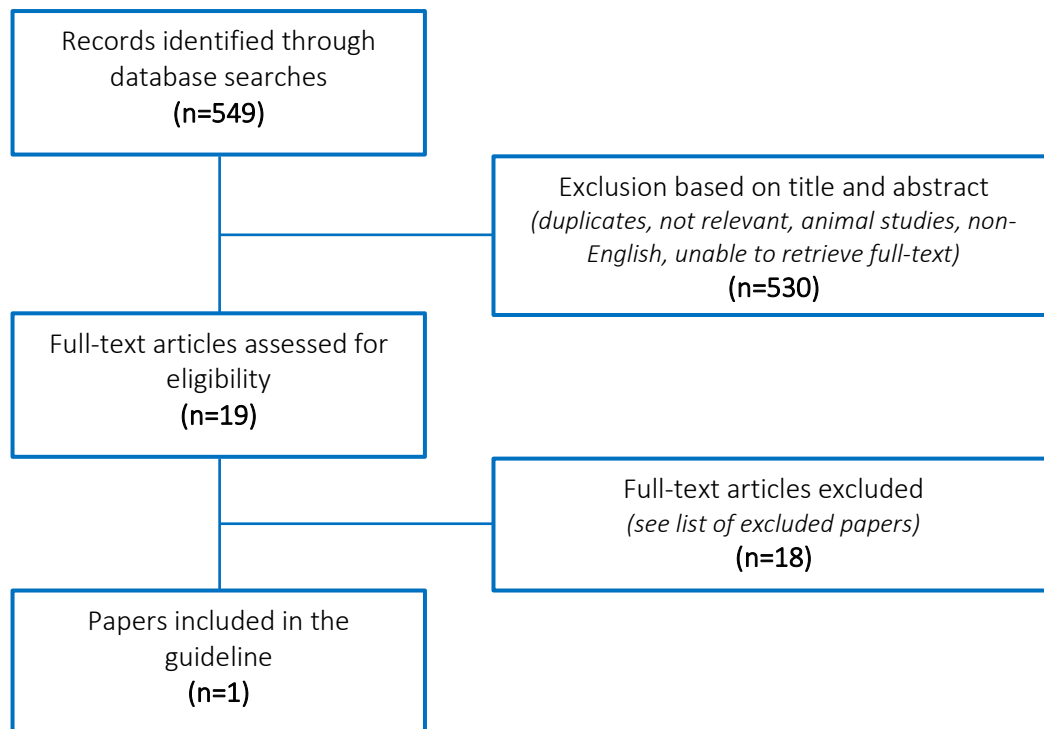 Records identified through
database searches
(n=549)
Exclusion based on title and abstract
(duplicates, not relevant, animal studies, non-
English, unable to retrieve full-text)
(n=530)
Full-text articles assessed for
eligibility
(n=19)
Full-text articles excluded
(see list of excluded papers)
(n=18)
Papers included in the
guideline
(n=1)